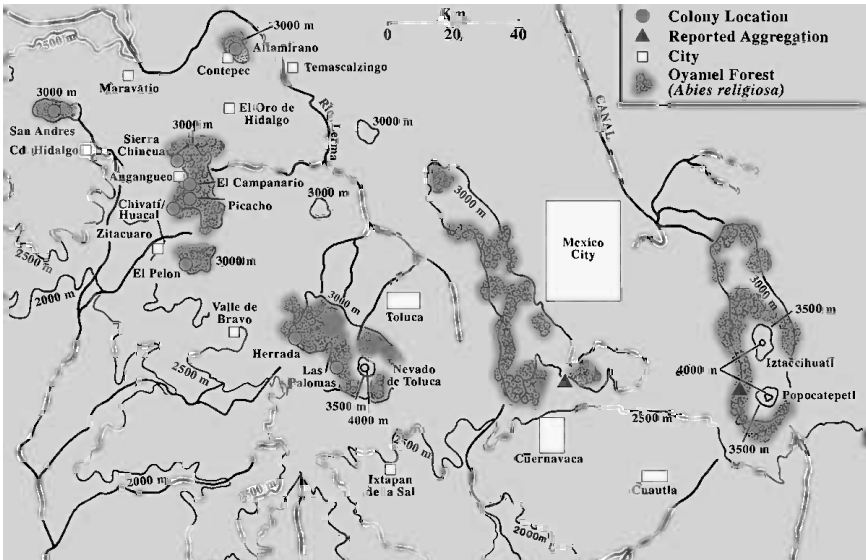 Km
0 20 40
Colony Location
Reported Aggregation
City
Oyamel Forest
(Abies religiosa)
2500 m
3000 m
Altamirano
Contepec
Temascalzingo
Maravatio
3000 m
El Oro de
Hidalgo
Río
Lerma
3000 m
CANAL
San Andres
Cd. Hidalgo
3000 m
Sierra
Chincua
Angangueo
El Campanario
Picacho
Chivatí/
Huacal
Zitacuaro
3000 m
3000 m
Mexico
City
2500 m
2000 m
El Pelon
3000 m
3000 m
3500 m
Valle de
Bravo
3000 m
Toluca
Iztaccihuatl
4000 m
Popocatepetl
Herrada
2500 m
Las
Palomas
Nevado
de Toluca
3500 m
4000 m
2500 m
2500 m
3500 m
Cuernavaca
Ixtapan
de la Sal
Cuautla
2000 m
2000m